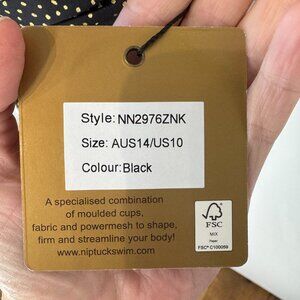 Style: NN2976ZNK
Size: AUS14/US10
Colour: Black
A specialised combination
of moulded cups,
fabric and powermesh to shape,
firm and streamline your body!
www.niptuckswim.com
FSC
MIX
Paper
FSC® C100059